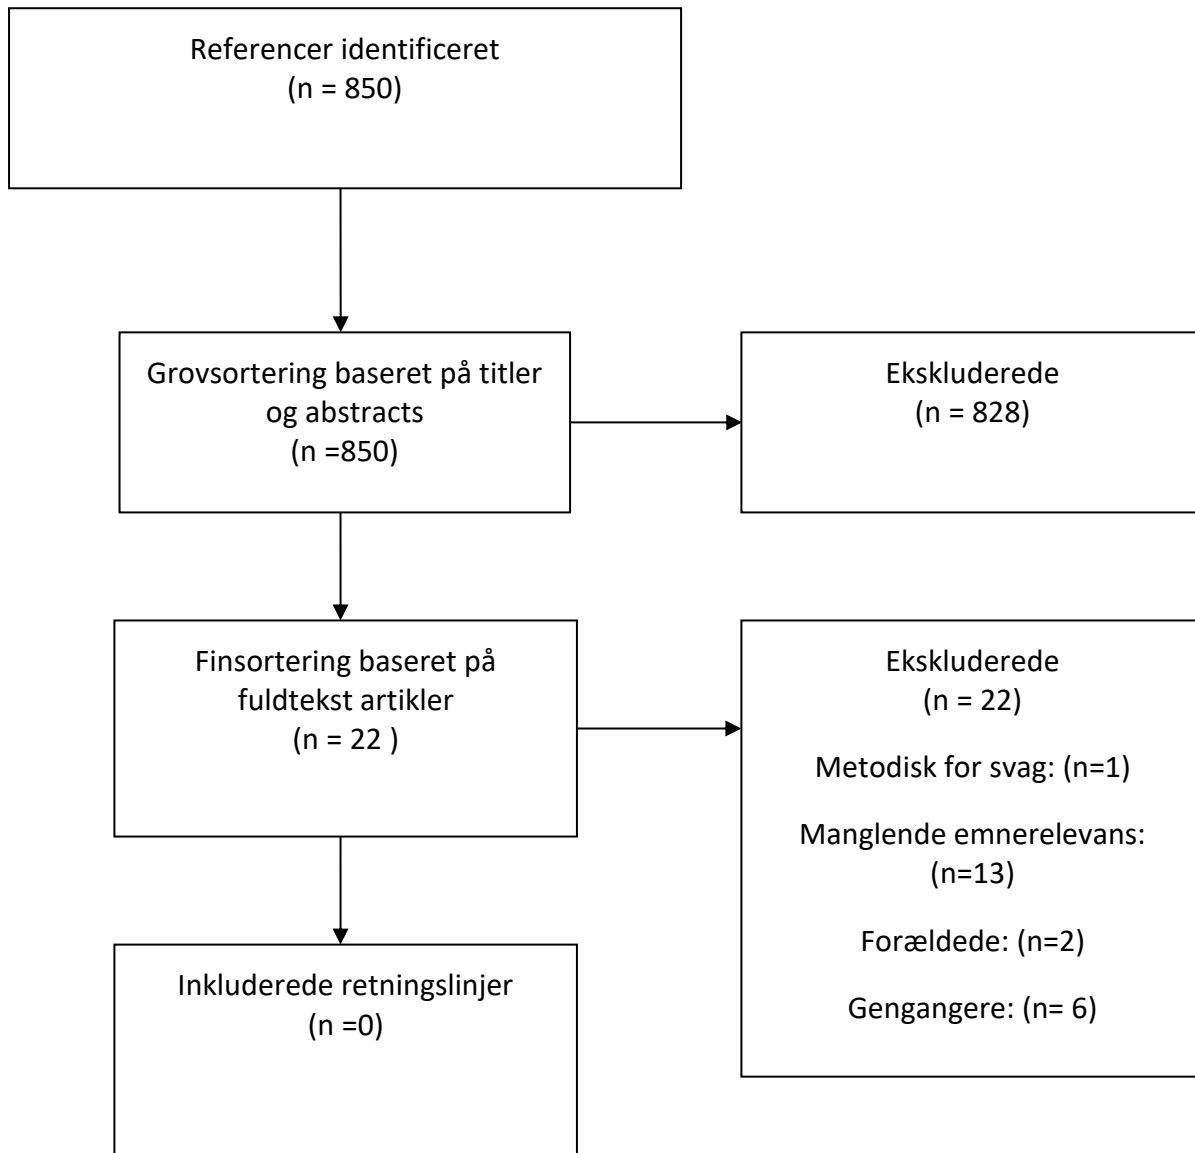 Referencer identificeret
(n = 850)
Grovsortering baseret på titler
og abstracts
(n =850)
Ekskluderede
(n = 828)
Finsortering baseret på
fuldtekst artikler
(n = 22 )
Ekskluderede
(n = 22)
Metodisk for svag: (n=1)
Manglende emnerelevans:
(n=13)
Forældede: (n=2)
Gengangere: (n= 6)
Inkluderede retningslinjer
(n =0)